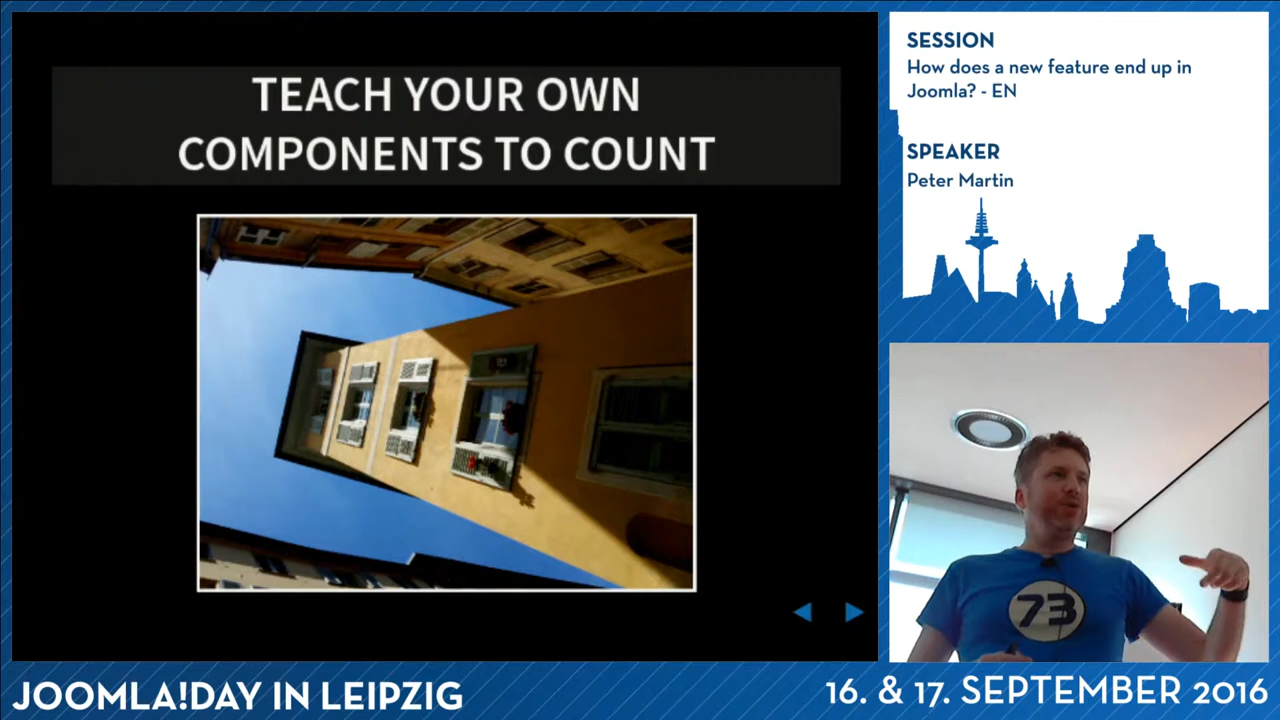 TEACH YOUR OWN
COMPONENTS TO COUNT
SESSION
How does a new feature end up in
Joomla? - EN
SPEAKER
Peter Martin
73
JOOMLA!DAY IN LEIPZIG
16. & 17. SEPTEMBER 2016